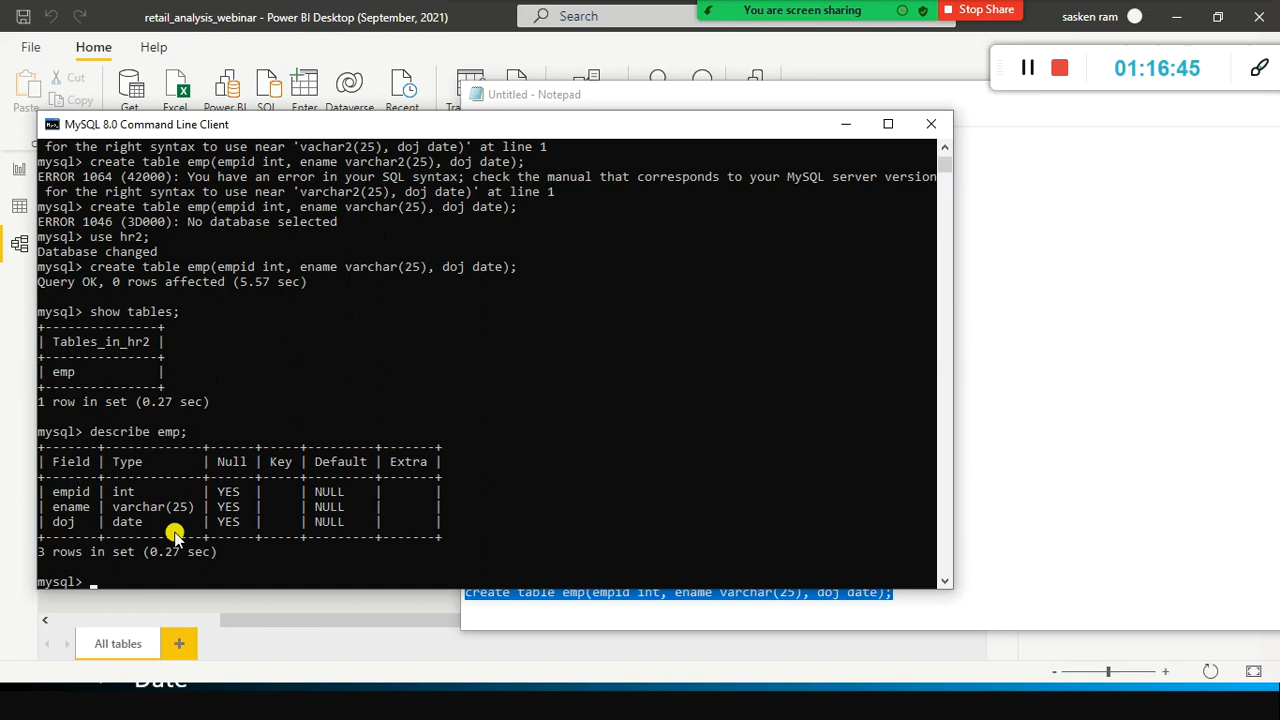 retail_analysis_webinar - Power BI Desktop (September, 2021)
Search
You are screen sharing
Stop Share
sasken ram
File
Home
Help
Paste
Cut
Copy
Get
Excel
Power BI
SQL
Enter
Dataverse
Recent
01:16:45
Untitled - Notepad
MySQL 8.0 Command Line Client
for the right syntax to use near 'vachar2(25), doj date)' at line 1
mysql> create table emp(empid int, ename varchar2(25), doj date);
ERROR 1064 (42000): You have an error in your SQL syntax; check the manual that corresponds to your MySQL server version
for the right syntax to use near 'varchar2(25), doj date)' at line 1
mysql> create table emp(empid int, ename varchar(25), doj date);
ERROR 1046 (3D000): No database selected
mysql> use hr2;
Database changed
mysql> create table emp(empid int, ename varchar(25), doj date);
Query OK, 0 rows affected (5.57 sec)
mysql> show tables;
+---------------+
| Tables_in_hr2 |
+---------------+
| emp           |
+---------------+
1 row in set (0.27 sec)
mysql> describe emp;
+-------+-------------+------+-----+---------+-------+
| Field | Type        | Null | Key | Default | Extra |
+-------+-------------+------+-----+---------+-------+
| empid | int         | YES  |     | NULL    |       |
| ename | varchar(25) | YES  |     | NULL    |       |
| doj   | date        | YES  |     | NULL    |       |
+-------+-------------+------+-----+---------+-------+
3 rows in set (0.27 sec)
mysql>
create table emp(empid int, ename varchar(25), doj date);
All tables
Date